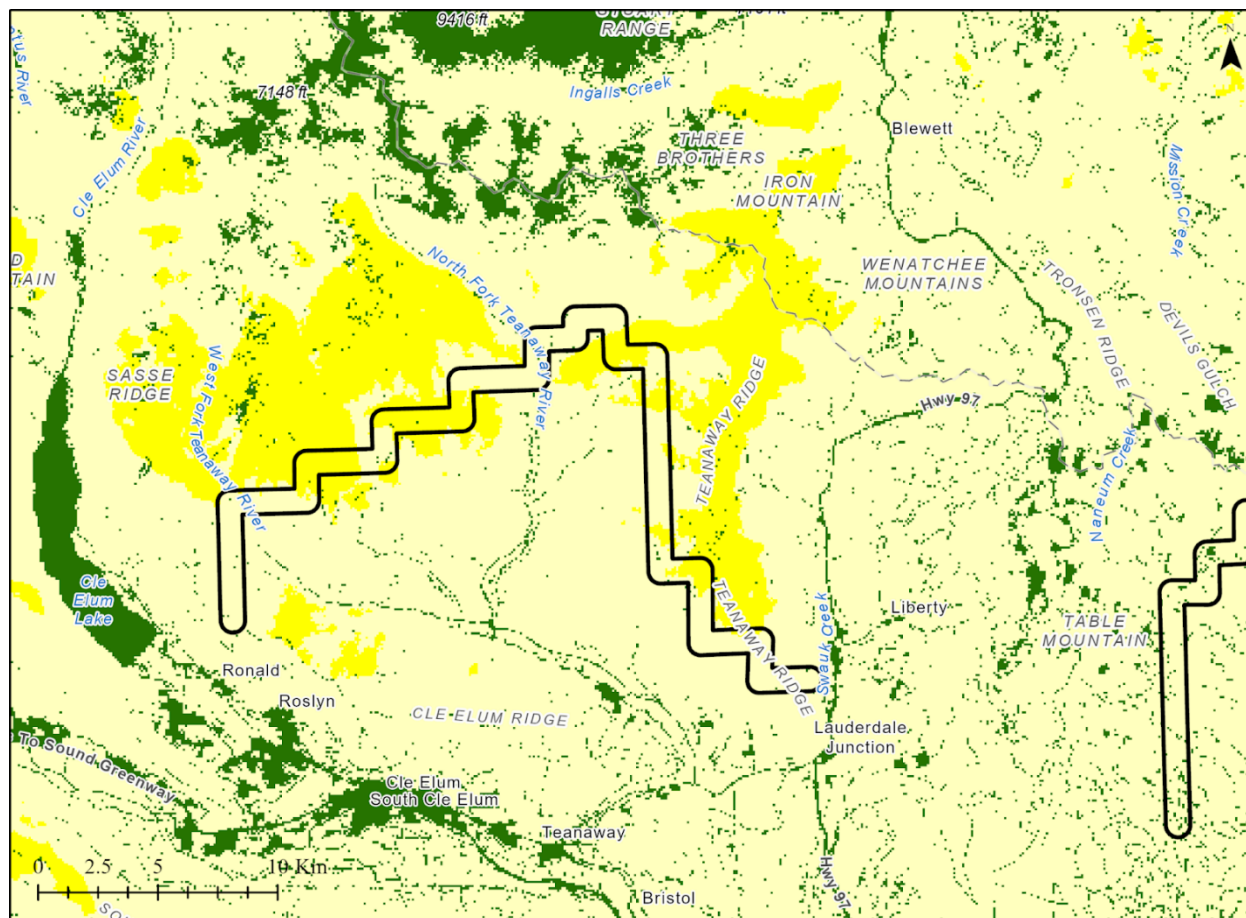 9416 ft
RANGE
Ingalls Creek
7148 ft
Cle Elum River
Blewett
THREE
BROTHERS
IRON
MOUNTAIN
Mission Creek
WENATCHEE
MOUNTAINS
TRONSEN RIDGE
DEVILS GULCH
North Fork Teanaway River
West Fork Teanaway River
SASSE
RIDGE
TEANAWAY RIDGE
Hwy 97
Naneum Creek
Cle
Elum
Lake
Liberty
TABLE
MOUNTAIN
TEANAWAY RIDGE
Swauk Creek
Ronald
Roslyn
CLE ELUM RIDGE
Lauderdale
Junction
To Sound Greenway
Cle Elum
South Cle Elum
Teanaway
Hwy 97
Bristol
0 2.5 5 10 Km